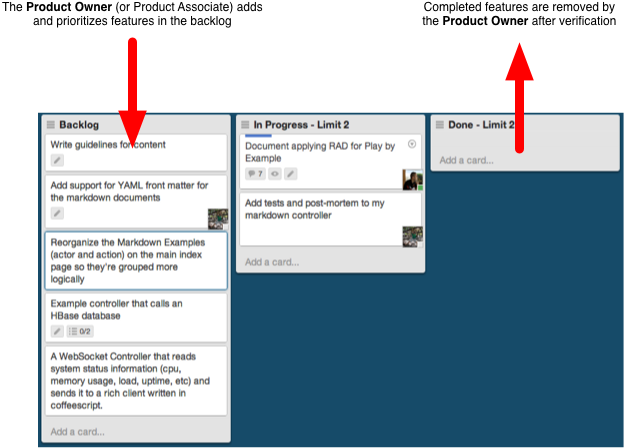 The Product Owner (or Product Associate) adds
and prioritizes features in the backlog
Completed features are removed by
the Product Owner after verification
Backlog
Write guidelines for content
Add support for YAML front matter for
the markdown documents
Reorganize the Markdown Examples
(actor and action) on the main index
page so they're grouped more
logically
Example controller that calls an
HBase database
0/2
A WebSocket Controller that reads
system status information (cpu,
memory usage, load, uptime, etc) and
sends it to a rich client written in
coffeescript.
Add a card...
In Progress - Limit 2
Document applying RAD for Play by
Example
7
Add tests and post-mortem to my
markdown controller
Add a card...
Done - Limit 2
Add a card...